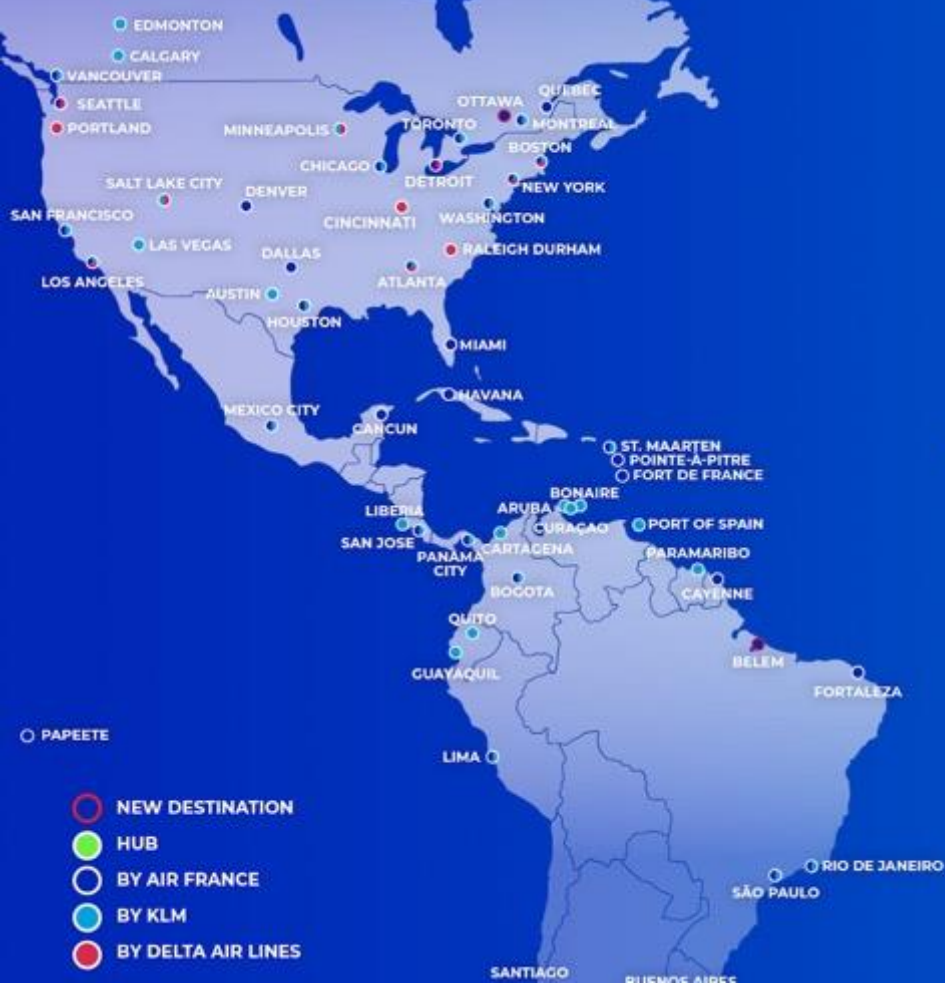 EDMONTON
CALGARY
VANCOUVER
QUEBEC
OTTAWA
SEATTLE
TORONTO
MONTREAL
PORTLAND
MINNEAPOLIS
BOSTON
CHICAGO
DETROIT
SALT LAKE CITY
DENVER
NEW YORK
SAN FRANCISCO
CINCINNATI
WASHINGTON
LAS VEGAS
DALLAS
RALEIGH DURHAM
LOS ANGELES
ATLANTA
AUSTIN
HOUSTON
MIAMI
HAVANA
MEXICO CITY
CANCUN
ST. MAARTEN
POINTE-À-PITRE
FORT DE FRANCE
BONAIRE
ARUBA
LIBERIA
CURAÇAO
PORT OF SPAIN
SAN JOSE
CARTAGENA
PARAMARIBO
PANAMA
CITY
BOGOTA
CAYENNE
QUITO
BELEM
GUAYAQUIL
FORTALEZA
PAPEETE
LIMA
NEW DESTINATION
HUB
BY AIR FRANCE
BY KLM
BY DELTA AIR LINES
RIO DE JANEIRO
SÃO PAULO
SANTIAGO
BUENOS AIRES